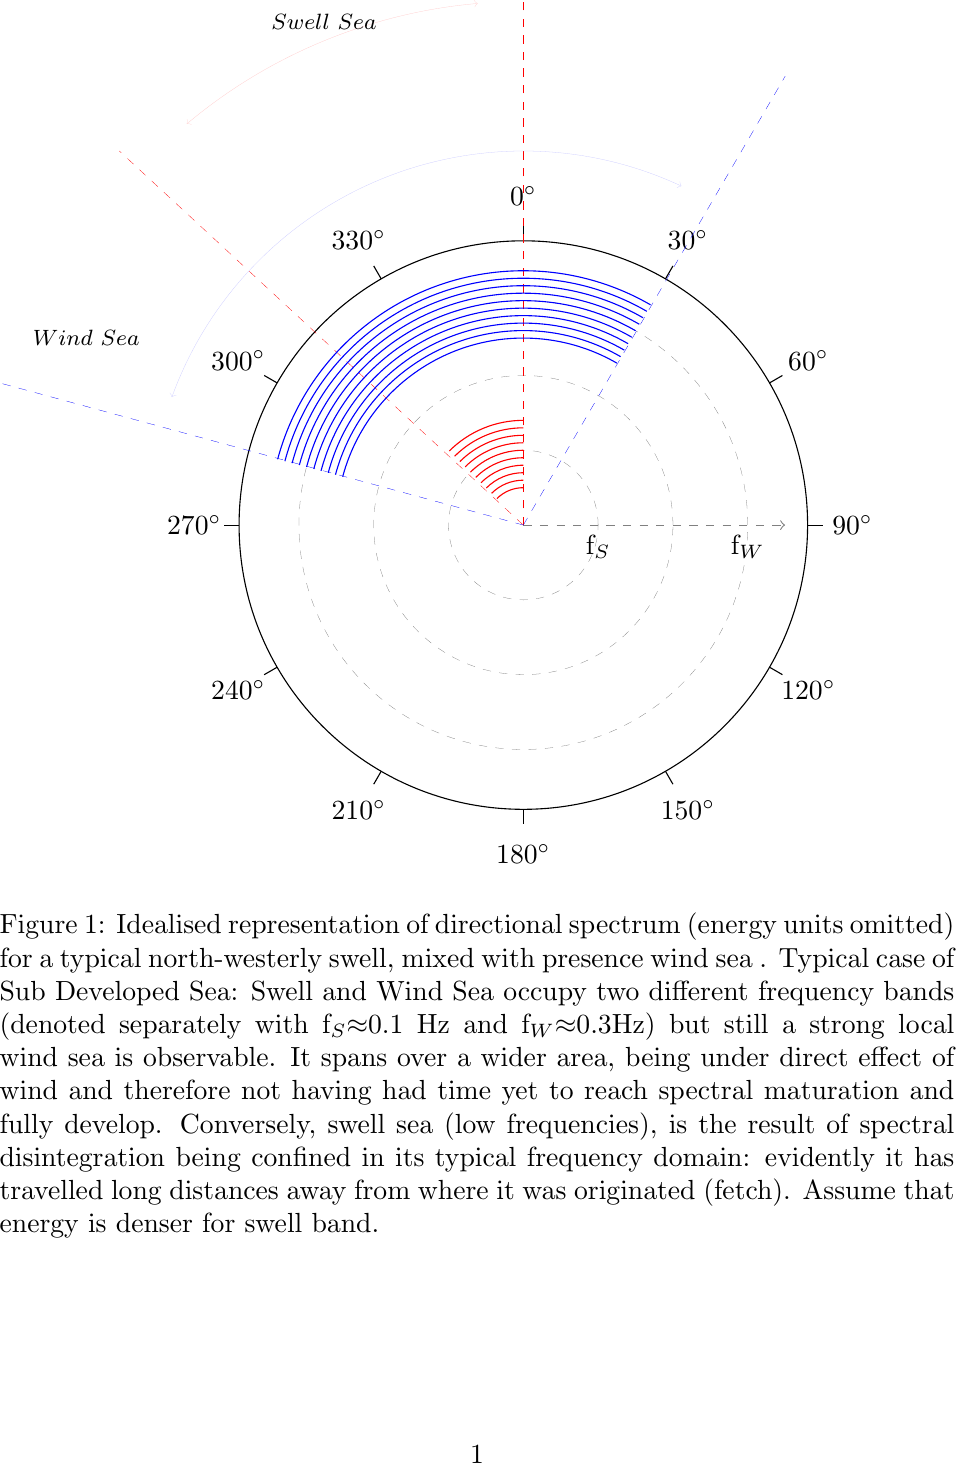 Swell Sea
0°
330°
30°
Wind Sea
300°
60°
270°
90°
f_S
f_W
240°
120°
210°
150°
180°
Figure 1: Idealised representation of directional spectrum (energy units omitted)
for a typical north-westerly swell, mixed with presence wind sea . Typical case of
Sub Developed Sea: Swell and Wind Sea occupy two different frequency bands
(denoted separately with f_S≈0.1 Hz and f_W≈0.3Hz) but still a strong local
wind sea is observable. It spans over a wider area, being under direct effect of
wind and therefore not having had time yet to reach spectral maturation and
fully develop. Conversely, swell sea (low frequencies), is the result of spectral
disintegration being confined in its typical frequency domain: evidently it has
travelled long distances away from where it was originated (fetch). Assume that
energy is denser for swell band.
1